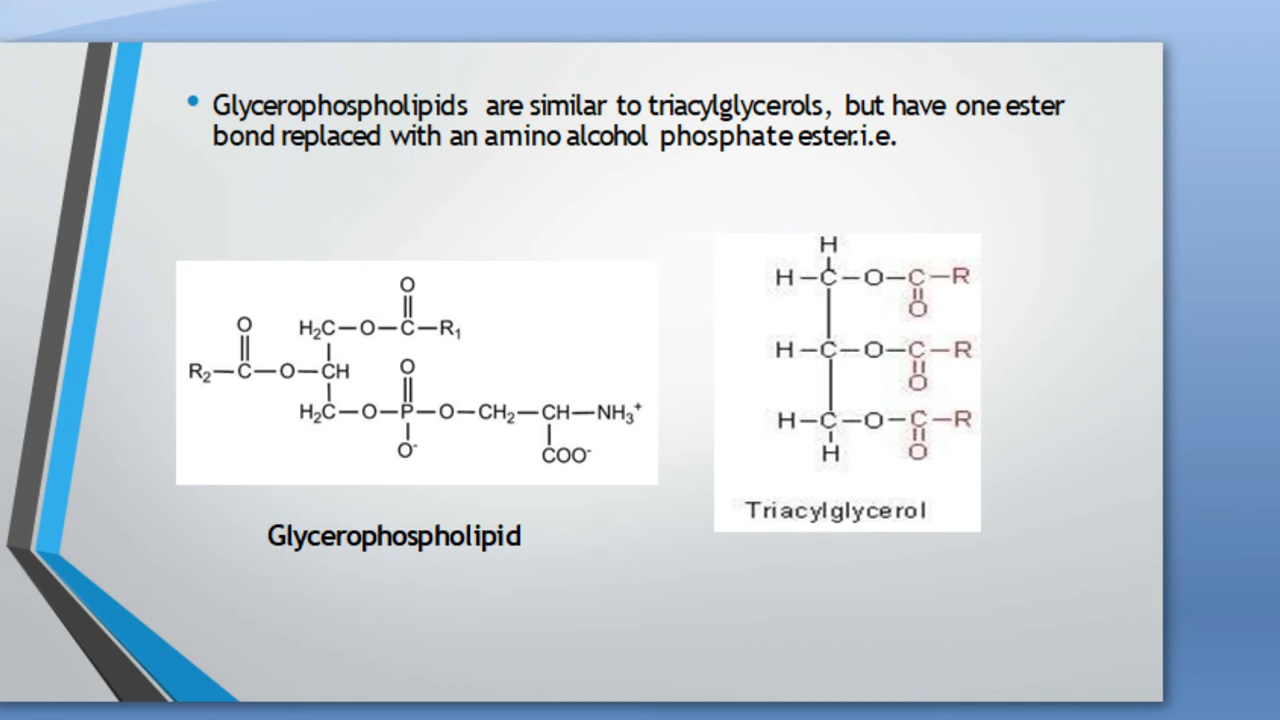 • Glycerophospholipids are similar to triacylglycerols, but have one ester
bond replaced with an amino alcohol phosphate ester.i.e.
O
O
H₂C—O—C—R₁
R₂—C—O—CH
O
H₂C—O—P—O—CH₂—CH—NH₃⁺
O⁻ COO⁻
Glycerophospholipid
H
H—C—O—C—R
O
H—C—O—C—R
O
H—C—O—C—R
H O
Triacylglycerol